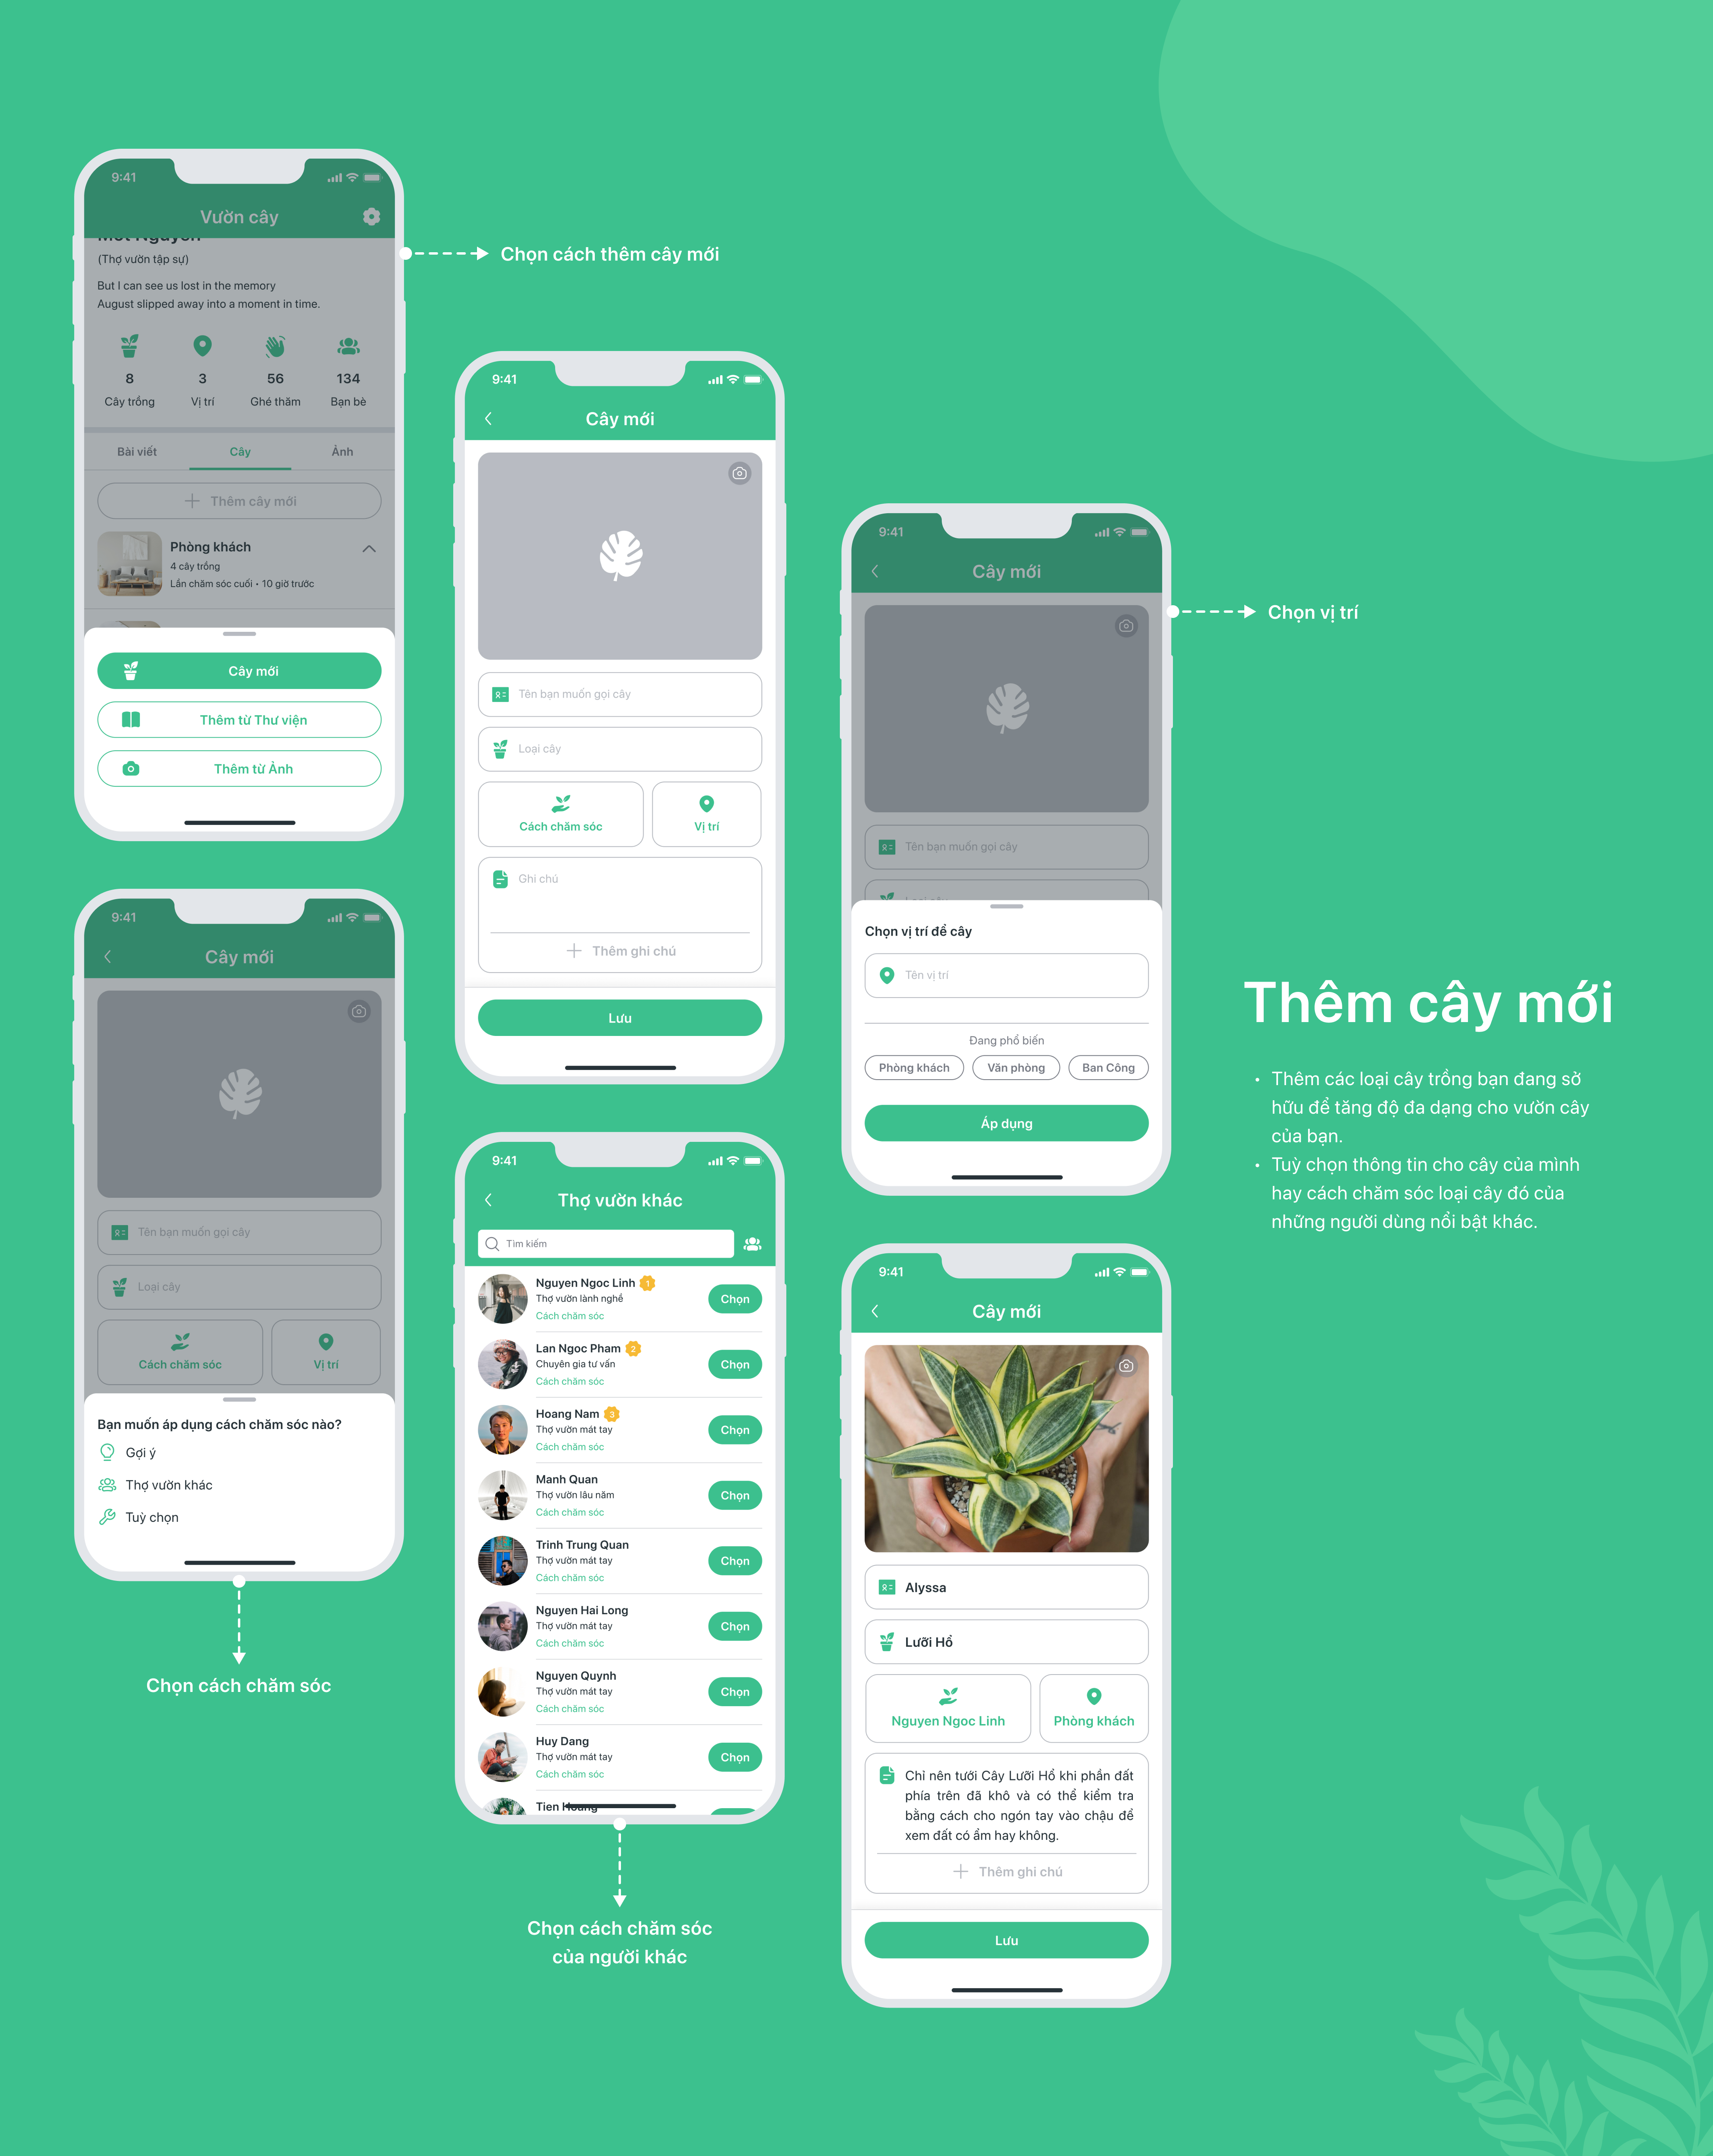 9:41
Vườn cây
(Thợ vườn tập sự)
But I can see us lost in the memory
August slipped away into a moment in time.
8
3
56
134
Cây trồng
Vị trí
Ghé thăm
Bạn bè
Bài viết
Cây
Ảnh
Thêm cây mới
Phòng khách
4 cây trồng
Lần chăm sóc cuối • 10 giờ trước
Cây mới
Thêm từ Thư viện
Thêm từ Ảnh
Chọn cách thêm cây mới
9:41
Cây mới
Tên bạn muốn gọi cây
Loại cây
Cách chăm sóc
Vị trí
Ghi chú
Thêm ghi chú
Lưu
9:41
Cây mới
Tên bạn muốn gọi cây
Chọn vị trí để cây
Tên vị trí
Đang phổ biến
Phòng khách
Văn phòng
Ban Công
Áp dụng
Chọn vị trí
9:41
Cây mới
Tên bạn muốn gọi cây
Loại cây
Cách chăm sóc
Vị trí
Bạn muốn áp dụng cách chăm sóc nào?
Gợi ý
Thợ vườn khác
Tuỳ chọn
Chọn cách chăm sóc
9:41
Thợ vườn khác
Tìm kiếm
Nguyen Ngoc Linh 1
Thợ vườn lành nghề
Cách chăm sóc
Chọn
Lan Ngoc Pham 2
Chuyên gia tư vấn
Cách chăm sóc
Chọn
Hoang Nam 3
Thợ vườn mát tay
Cách chăm sóc
Chọn
Manh Quan
Thợ vườn lâu năm
Cách chăm sóc
Chọn
Trinh Trung Quan
Thợ vườn mát tay
Cách chăm sóc
Chọn
Nguyen Hai Long
Thợ vườn mát tay
Cách chăm sóc
Chọn
Nguyen Quynh
Thợ vườn mát tay
Cách chăm sóc
Chọn
Huy Dang
Thợ vườn mát tay
Cách chăm sóc
Chọn
Tien Hoang
Chọn cách chăm sóc
của người khác
Thêm cây mới
• Thêm các loại cây trồng bạn đang sở
hữu để tăng độ đa dạng cho vườn cây
của bạn.
• Tuỳ chọn thông tin cho cây của mình
hay cách chăm sóc loại cây đó của
những người dùng nổi bật khác.
9:41
Cây mới
Alyssa
Lưỡi Hổ
Nguyen Ngoc Linh
Phòng khách
Chỉ nên tưới Cây Lưỡi Hổ khi phần đất
phía trên đã khô và có thể kiểm tra
bằng cách cho ngón tay vào chậu để
xem đất có ẩm hay không.
Thêm ghi chú
Lưu